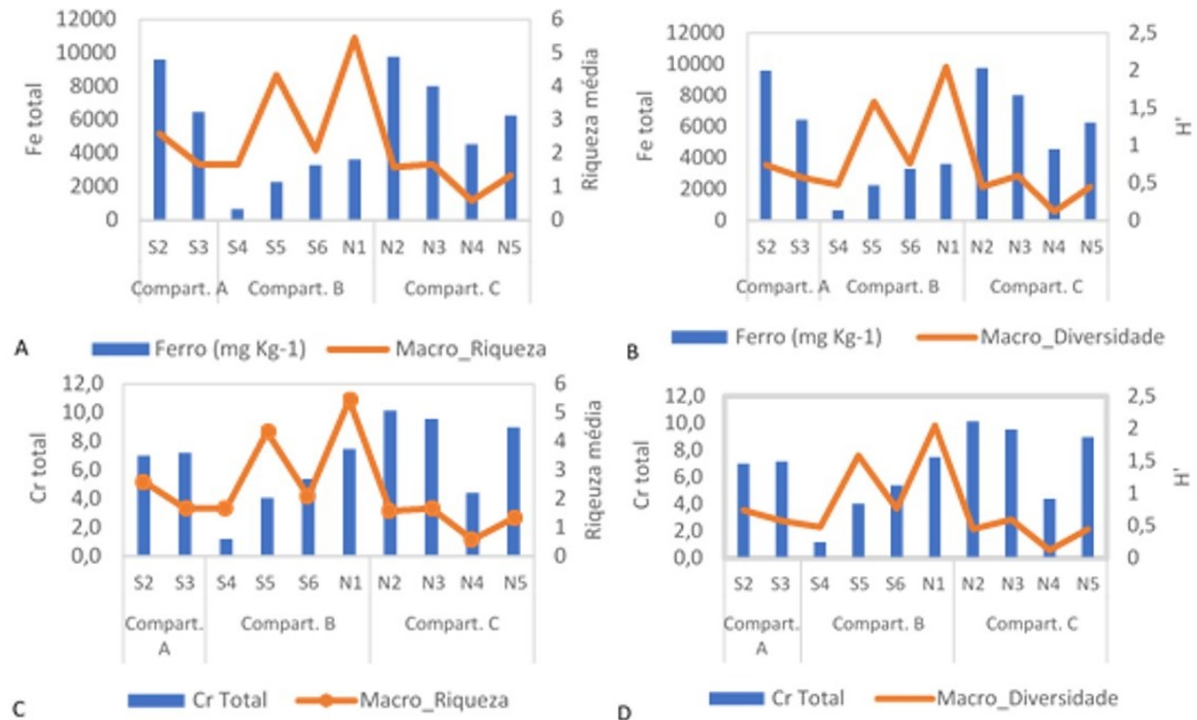 12000
10000
8000
6000
4000
2000
0
Fe total
6
5
4
3
2
1
0
Riqueza média
S2 S3 S4 S5 S6 N1 N2 N3 N4 N5
Compart. A Compart. B Compart. C
A Ferro (mg Kg-1) Macro_Riqueza
12000
10000
8000
6000
4000
2000
0
Fe total
2,5
2
1,5
1
0,5
0
H'
S2 S3 S4 S5 S6 N1 N2 N3 N4 N5
Compart. A Compart. B Compart. C
B Ferro (mg Kg-1) Macro_Diversidade
12,0
10,0
8,0
6,0
4,0
2,0
0,0
Cr total
6
5
4
3
2
1
0
Riqeuza média
S2 S3 S4 S5 S6 N1 N2 N3 N4 N5
Compart. Compart. B Compart. C
A
C Cr Total Macro_Riqueza
12,0
10,0
8,0
6,0
4,0
2,0
0,0
Cr total
2,5
2
1,5
1
0,5
0
H'
S2 S3 S4 S5 S6 N1 N2 N3 N4 N5
Compart. Compart. B Compart. C
A
D Cr Total Macro_Diversidade